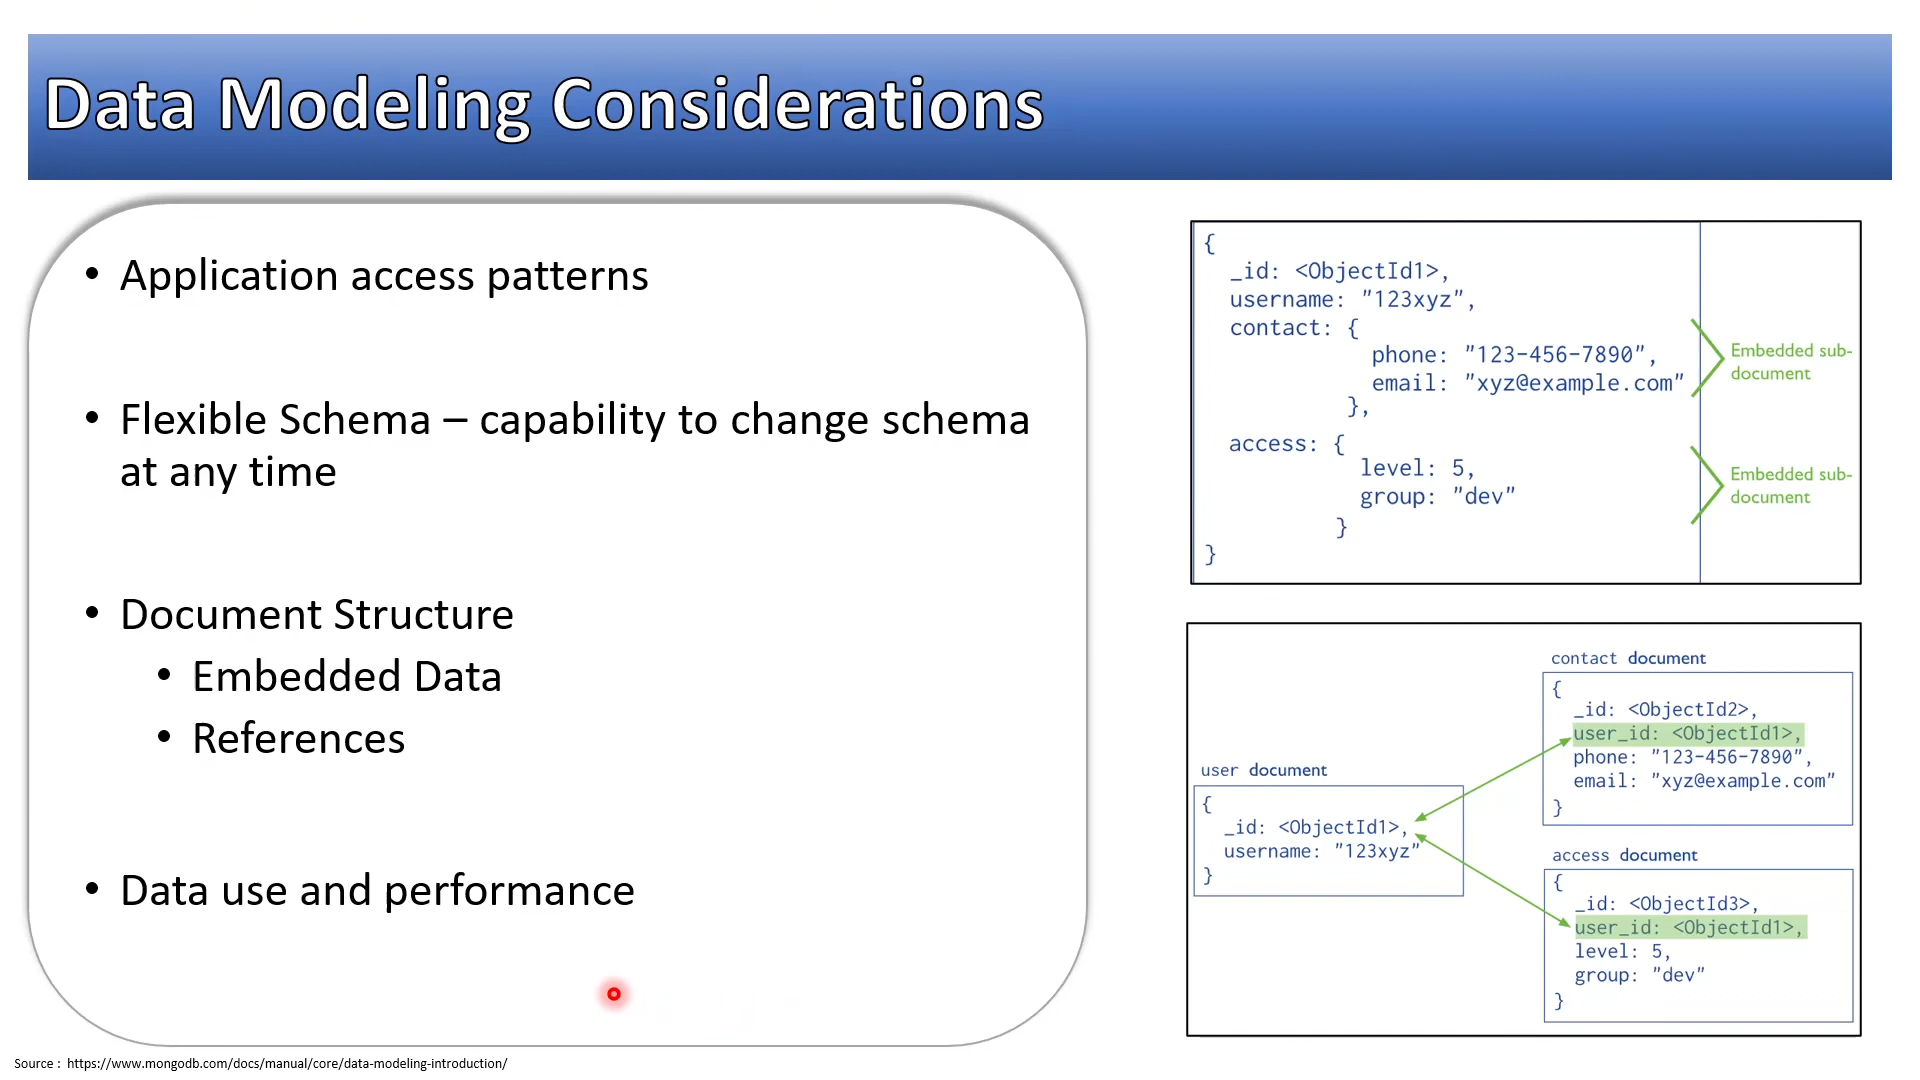 Data Modeling Considerations
• Application access patterns
• Flexible Schema – capability to change schema
at any time
• Document Structure
• Embedded Data
• References
• Data use and performance
{
_id: <ObjectId1>,
username: "123xyz",
contact: {
phone: "123-456-7890",
email: "xyz@example.com"
},
access: {
level: 5,
group: "dev"
}
}
Embedded sub-
document
Embedded sub-
document
user document
{
_id: <ObjectId1>,
username: "123xyz"
}
contact document
{
_id: <ObjectId2>,
user_id: <ObjectId1>,
phone: "123-456-7890",
email: "xyz@example.com"
}
access document
{
_id: <ObjectId3>,
user_id: <ObjectId1>,
level: 5,
group: "dev"
}
Source : https://www.mongodb.com/docs/manual/core/data-modeling-introduction/